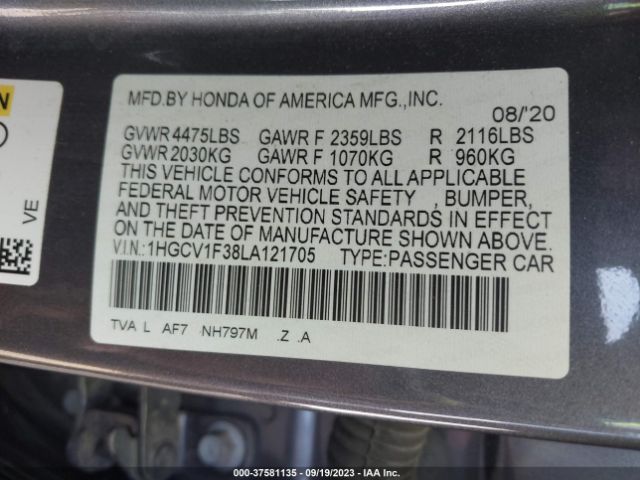 MFD.BY HONDA OF AMERICA MFG.,INC.
08/'20
GVWR 4475LBS GAWR F 2359LBS R 2116LBS
GVWR 2030KG GAWR F 1070KG R 960KG
THIS VEHICLE CONFORMS TO ALL APPLICABLE
FEDERAL MOTOR VEHICLE SAFETY , BUMPER,
AND THEFT PREVENTION STANDARDS IN EFFECT
ON THE DATE OF MANUFACTURE SHOWN ABOVE.
V.I.N.: 1HGCV1F38LA121705 TYPE:PASSENGER CAR
TVA L AF7 NH797M .Z .A
VE
000-37581135 - 09/19/2023 - IAA Inc.